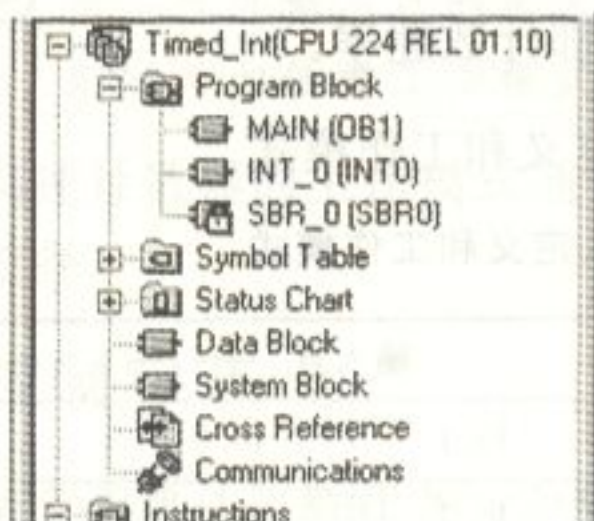 Timed_Int(CPU 224 REL 01.10)
Program Block
MAIN (OB1)
INT_0 (INT0)
SBR_0 (SBR0)
Symbol Table
Status Chart
Data Block
System Block
Cross Reference
Communications
Instructions